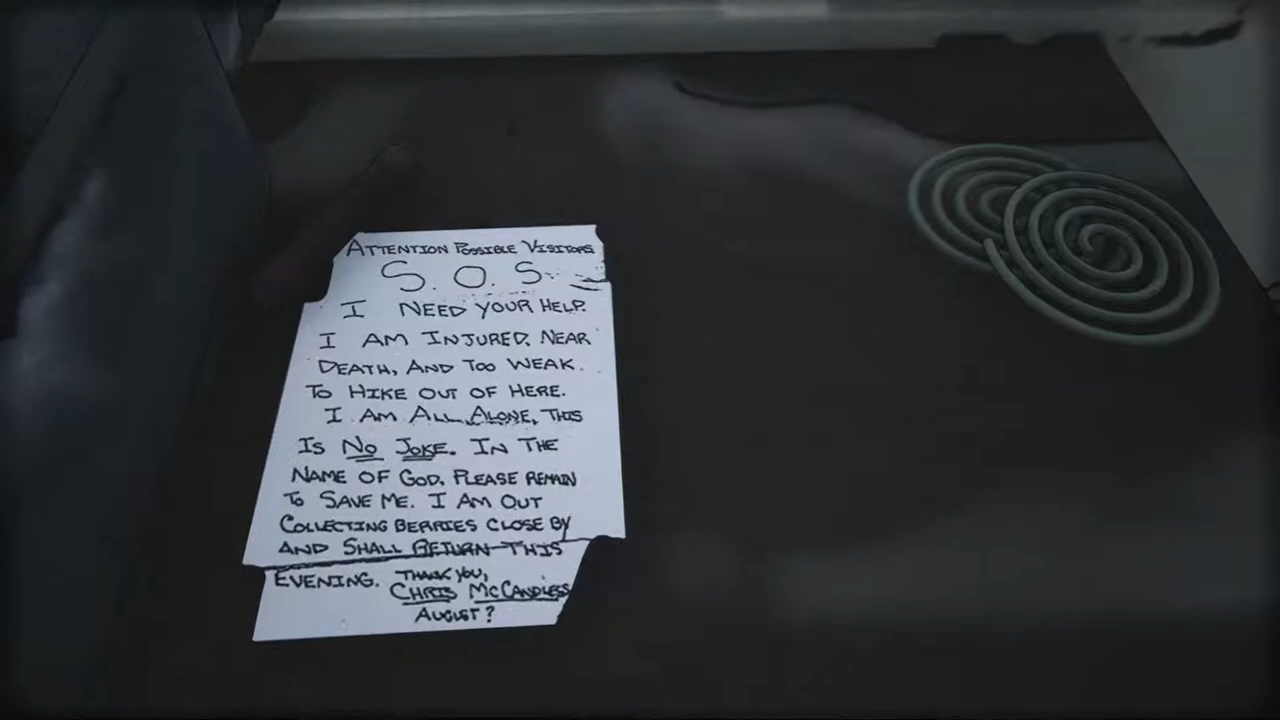 ATTENTION POSSIBLE VISITORS
S. O. S.
I NEED YOUR HELP.
I AM INJURED, NEAR
DEATH, AND TOO WEAK
TO HIKE OUT OF HERE.
I AM ALL ALONE, THIS
IS NO JOKE. IN THE
NAME OF GOD, PLEASE REMAIN
TO SAVE ME. I AM OUT
COLLECTING BERRIES CLOSE BY
AND SHALL RETURN THIS
EVENING. THANK YOU,
CHRIS McCANDLESS
AUGUST?